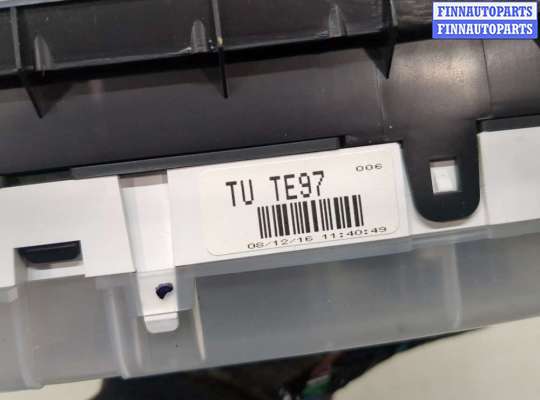 FINNAUTOPARTS
FINNAUTOPARTS
006
TU TE97
08/12/16 11:40:49